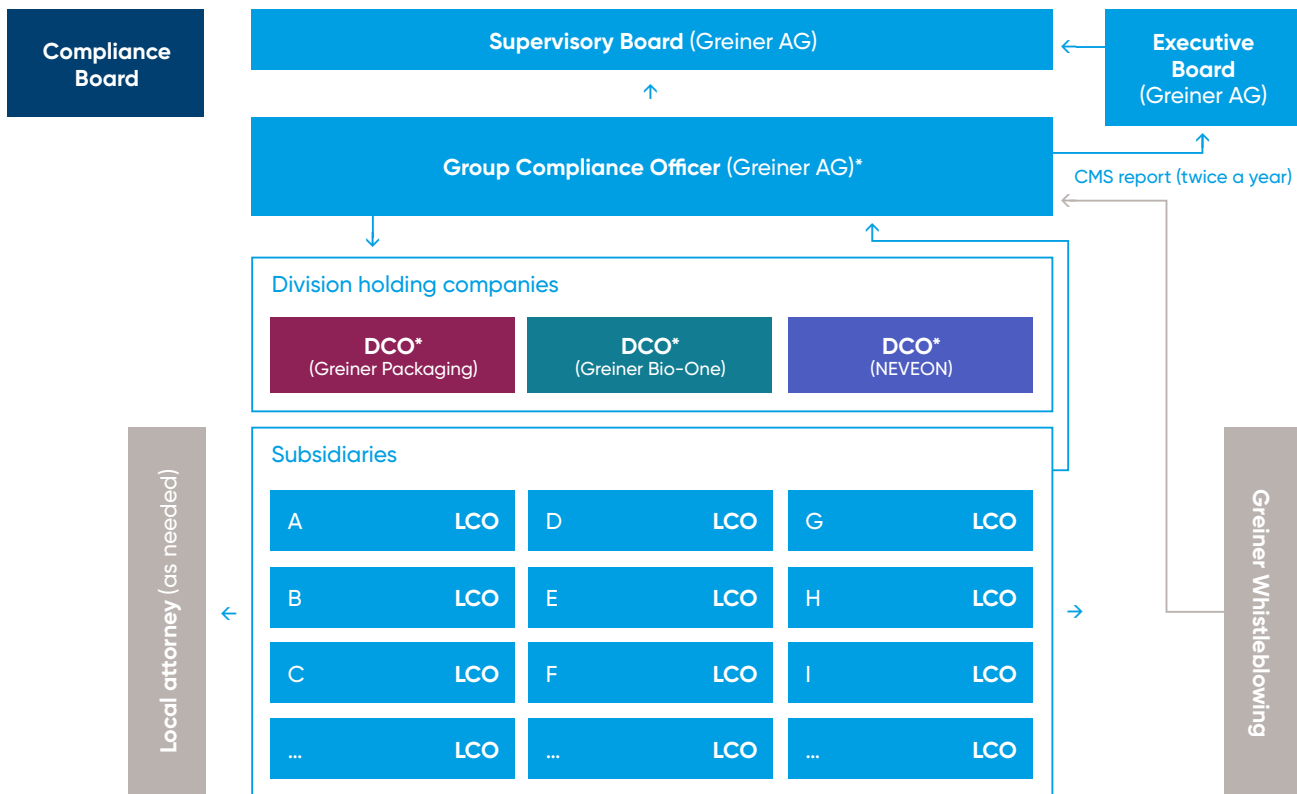 Compliance
Board
Supervisory Board (Greiner AG)
Executive
Board
(Greiner AG)
Group Compliance Officer (Greiner AG)*
CMS report (twice a year)
Division holding companies
DCO*
(Greiner Packaging)
DCO*
(Greiner Bio-One)
DCO*
(NEVEON)
Local attorney (as needed)
Subsidiaries
A LCO
D LCO
G LCO
B LCO
E LCO
H LCO
C LCO
F LCO
I LCO
... LCO
... LCO
... LCO
Greiner Whistleblowing